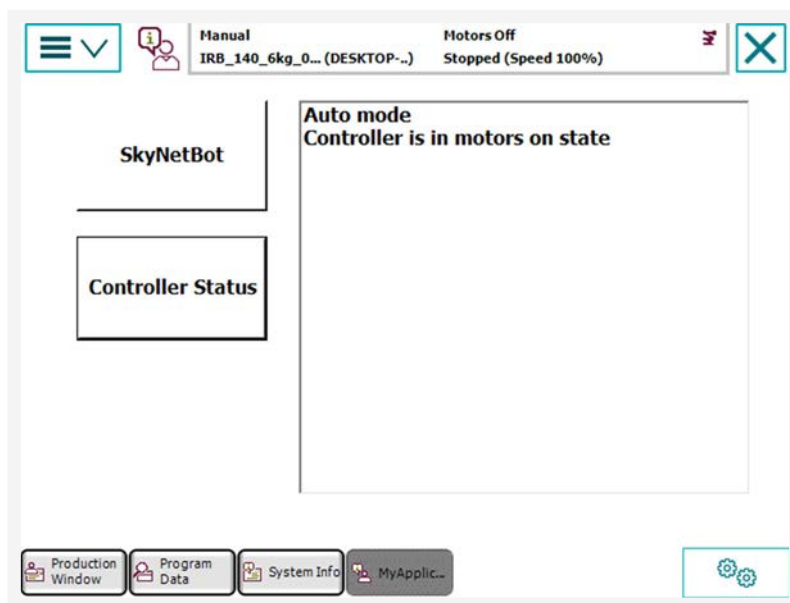 Manual
IRB_140_6kg_0... (DESKTOP-..)
Motors Off
Stopped (Speed 100%)
SkyNetBot
Controller Status
Auto mode
Controller is in motors on state
Production
Window
Program
Data
System Info
MyApplic...